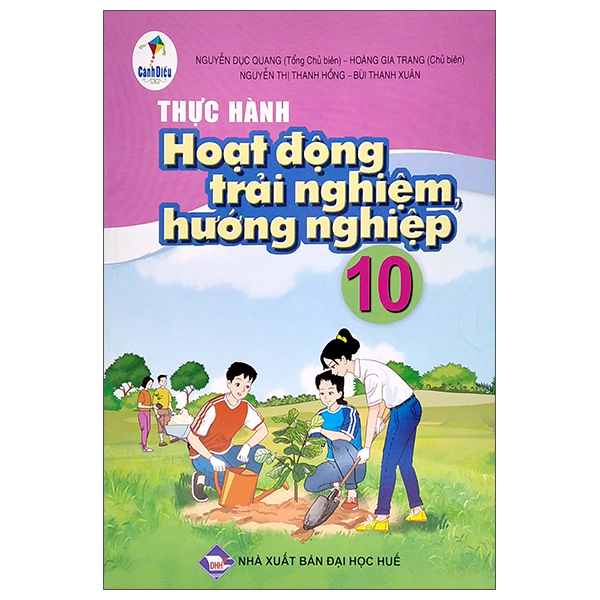 Cánh Diều
NGUYỄN DỤC QUANG (Tổng Chủ biên) – HOÀNG GIA TRANG (Chủ biên)
NGUYỄN THỊ THANH HỒNG – BÙI THANH XUÂN
THỰC HÀNH
Hoạt động
trải nghiệm,
hướng nghiệp
10
DHH
NHÀ XUẤT BẢN ĐẠI HỌC HUẾ